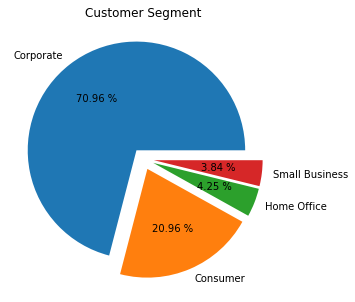 Customer Segment
Corporate
70.96 %
3.84 %
Small Business
4.25 %
Home Office
20.96 %
Consumer